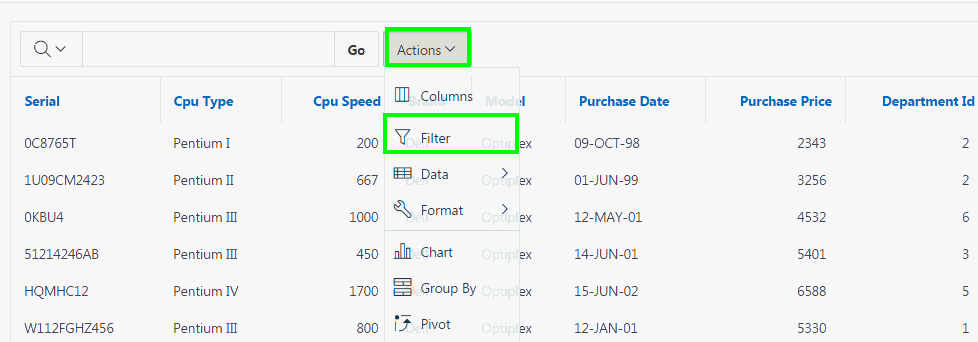 Go Actions
Columns
Serial Cpu Type Cpu Speed Brand Model Purchase Date Purchase Price Department Id
Filter
0C8765T Pentium I 200 Dell Optiplex 09-OCT-98 2343 2
Data
1U09CM2423 Pentium II 667 Dell Optiplex 01-JUN-99 3256 2
Format
0KBU4 Pentium III 1000 Dell Optiplex 12-MAY-01 4532 6
Chart
51214246AB Pentium III 450 Dell Optiplex 14-JUN-01 5401 3
Group By
HQMHC12 Pentium IV 1700 Optiplex 15-JUN-02 6588 5
Pivot
W112FGHZ456 Pentium III 800 Dell Optiplex 12-JAN-01 5330 1